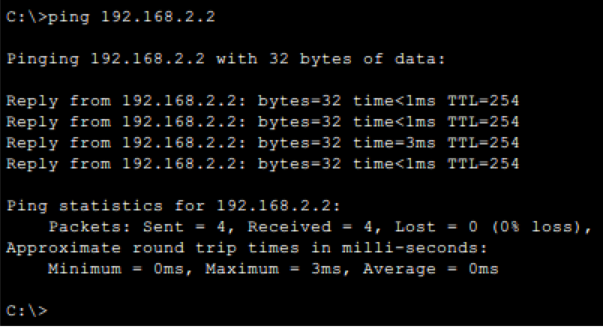 C:\>ping 192.168.2.2
Pinging 192.168.2.2 with 32 bytes of data:
Reply from 192.168.2.2: bytes=32 time<1ms TTL=254
Reply from 192.168.2.2: bytes=32 time<1ms TTL=254
Reply from 192.168.2.2: bytes=32 time=3ms TTL=254
Reply from 192.168.2.2: bytes=32 time<1ms TTL=254
Ping statistics for 192.168.2.2:
    Packets: Sent = 4, Received = 4, Lost = 0 (0% loss),
Approximate round trip times in milli-seconds:
    Minimum = 0ms, Maximum = 3ms, Average = 0ms
C:\>